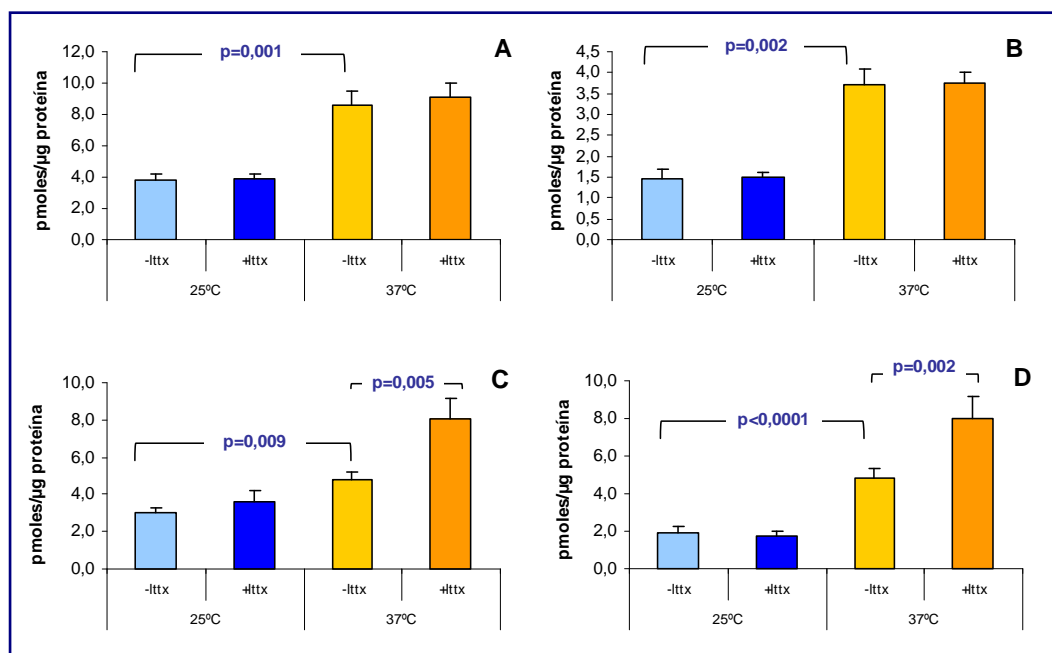 A
p=0,001
pmoles/µg proteína
12,0
10,0
8,0
6,0
4,0
2,0
0,0
-lttx +lttx -lttx +lttx
25ºC 37ºC
B
p=0,002
pmoles/µg proteína
4,5
4,0
3,5
3,0
2,5
2,0
1,5
1,0
0,5
0,0
-lttx +lttx -lttx +lttx
25ºC 37ºC
C
p=0,005
p=0,009
pmoles/µg proteína
10,0
8,0
6,0
4,0
2,0
0,0
-lttx +lttx -lttx +lttx
25ºC 37ºC
D
p=0,002
p<0,0001
pmoles/µg proteína
10,0
8,0
6,0
4,0
2,0
0,0
-lttx +lttx -lttx +lttx
25ºC 37ºC